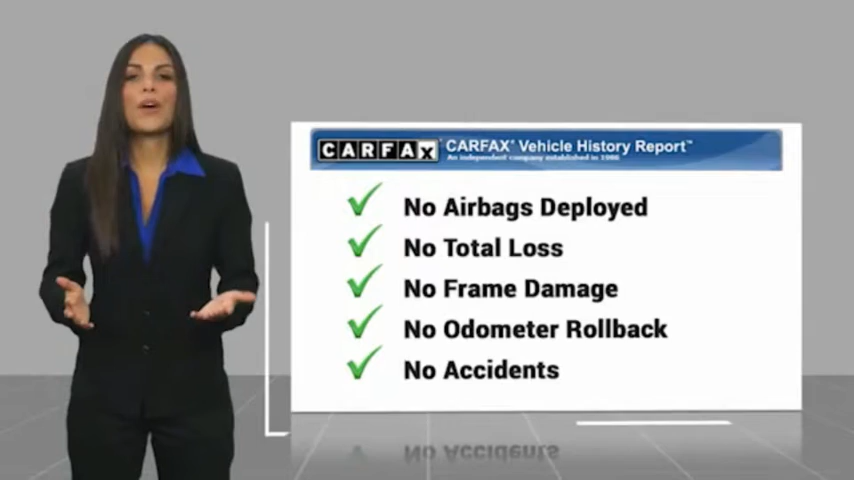 CARFAX
CARFAX® Vehicle History Report™
An independent company established in 1986
No Airbags Deployed
No Total Loss
No Frame Damage
No Odometer Rollback
No Accidents
No Accidents